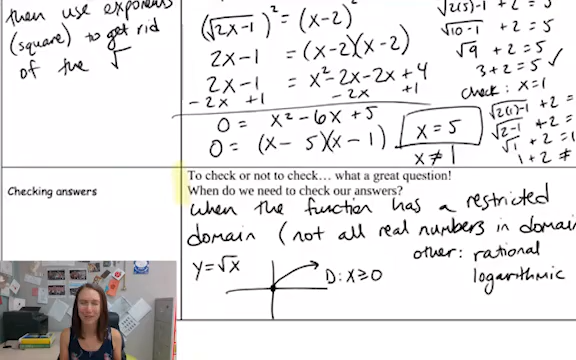 then use exponents
(square) to get rid
of the √
(√2x-1)² = (x-2)²
2x-1 = (x-2)(x-2)
2x-1 = x²-2x-2x+4
-2x +1 -2x +1
0 = x²-6x+5
0 = (x-5)(x-1)
x=5
x≠1
√2(5)-1 +2 = 5
√10-1 +2=5
√9 +2=5
3+2=5 ✓
check: x=1
√2(1)-1 +2 =
√2-1 +2 =
√1 +2 = 1
1+2 ≠
Checking answers
To check or not to check… what a great question!
When do we need to check our answers?
when the function has a restricted
domain (not all real numbers in domain
other: rational
logarithmic
y=√x
D: x≥0